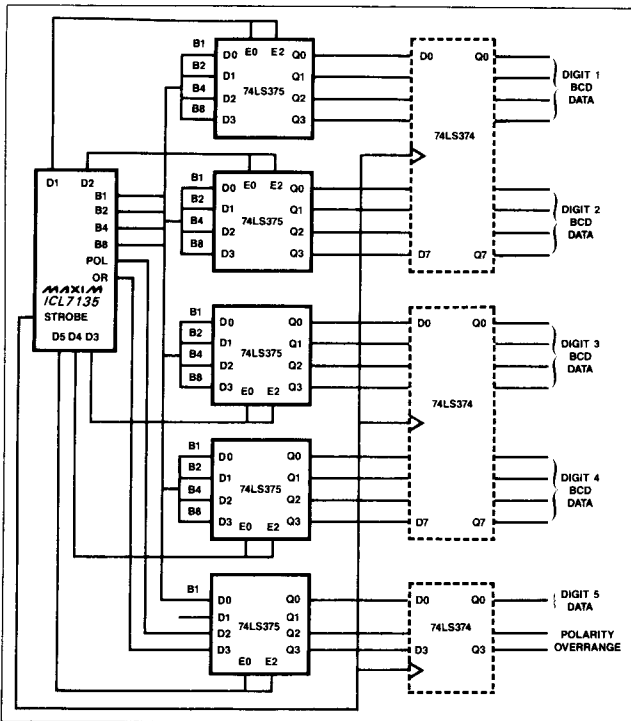 B1
B2
B4
B8
D0 E0 E2 Q0
D1 Q1
74LS375
D2 Q2
D3 Q3
D0 Q0
74LS374
DIGIT 1
BCD
DATA
D1 D2
B1
B2
B4
B8
POL
OR
MAXIM
ICL7135
STROBE
D5 D4 D3
B1
B2
B4
B8
D0 E0 E2 Q0
D1 Q1
74LS375
D2 Q2
D3 Q3
D7 Q7
DIGIT 2
BCD
DATA
B1
B2
B4
B8
D0 Q0
D1 Q1
74LS375
D2 Q2
D3 Q3
E0 E2
D0 Q0
74LS374
DIGIT 3
BCD
DATA
B1
B2
B4
B8
D0 Q0
D1 Q1
74LS375
D2 Q2
D3 Q3
E0 E2
D7 Q7
DIGIT 4
BCD
DATA
B1
D0 Q0
D1 Q1
74LS375
D2 Q2
D3 Q3
E0 E2
D0 Q0
74LS374
D3 Q3
DIGIT 5
DATA
POLARITY
OVERRANGE